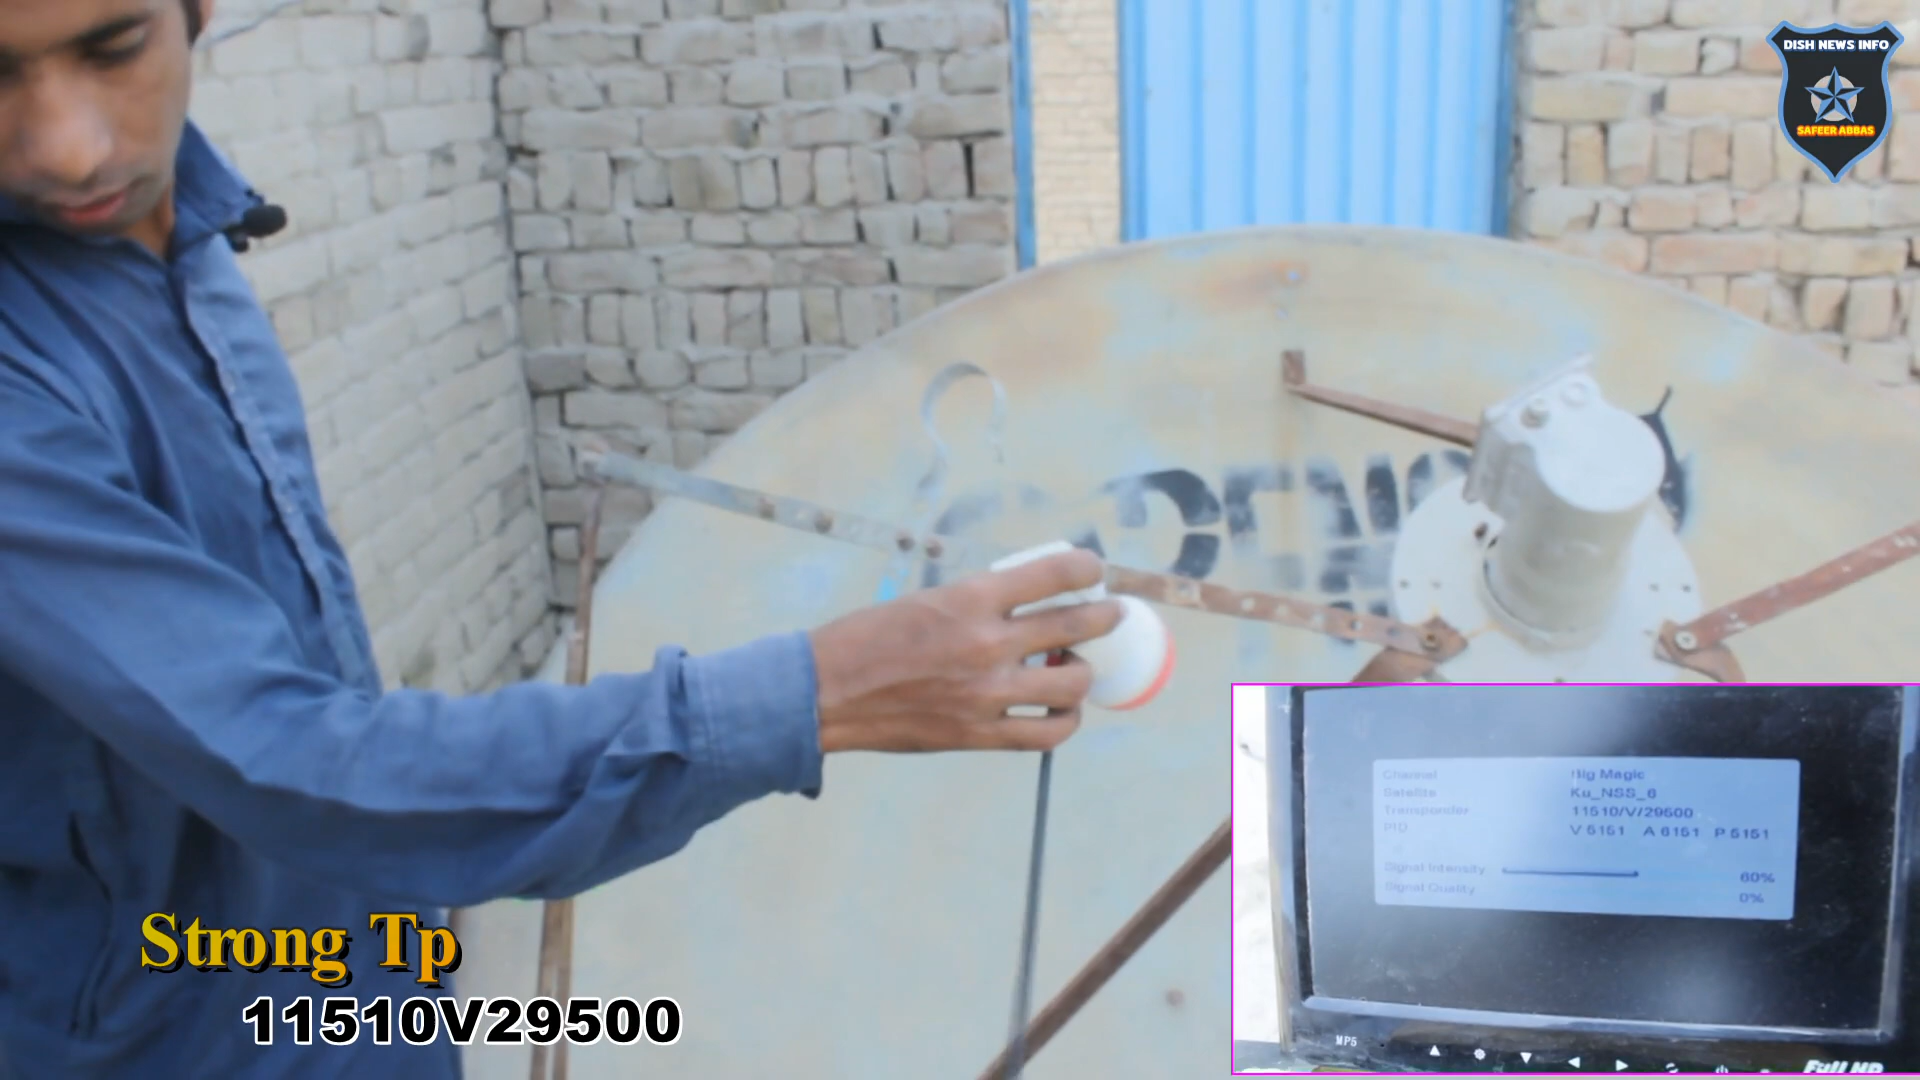 DISH NEWS INFO
SAFEER ABBAS
Channel Big Magic
Satellite Ku_NSS_6
Transponder 11510/V/29500
PID V 5151 A 6151 P 5151
Signal Intensity 60%
Signal Quality 0%
MP5
Full HD
Strong Tp
11510V29500